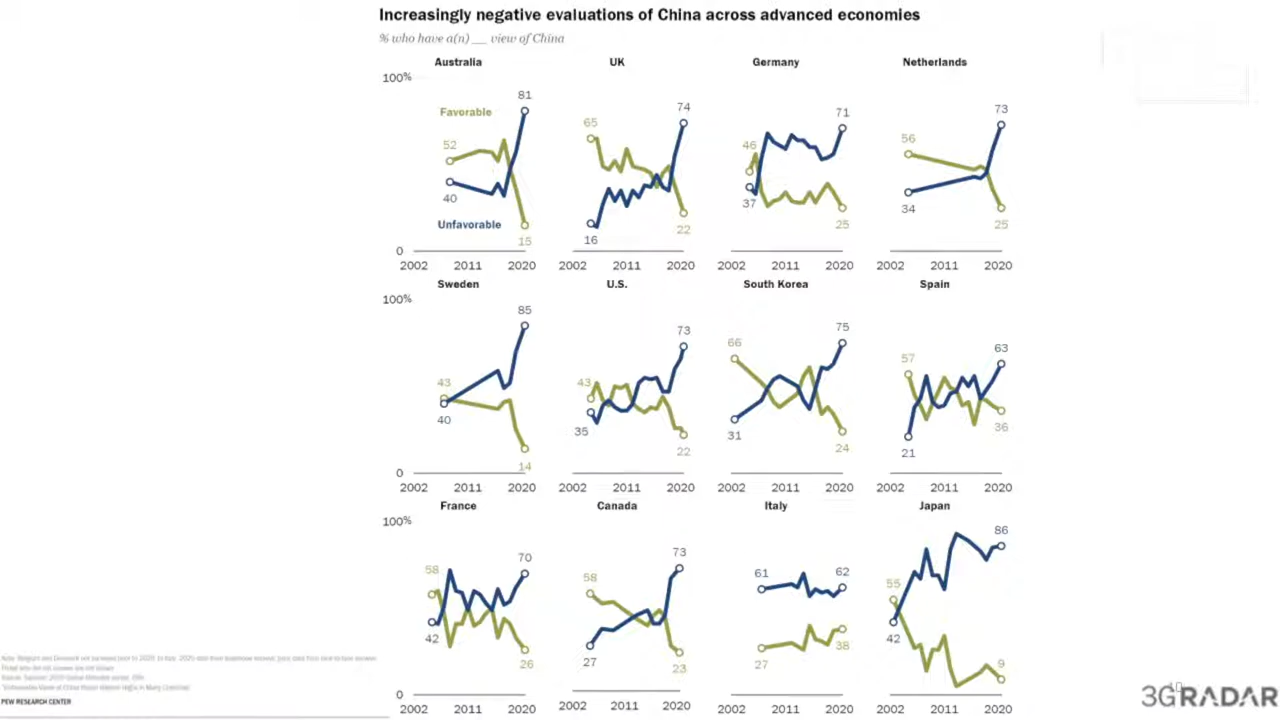 Increasingly negative evaluations of China across advanced economies
% who have a(n) __ view of China
Australia UK Germany Netherlands
100%
81 74 71 73
Favorable
52 65 46 56
40 16 37 34
Unfavorable
15 22 25 25
0
2002 2011 2020 2002 2011 2020 2002 2011 2020 2002 2011 2020
Sweden U.S. South Korea Spain
100%
85 73 75 63
43 43 66 57
40 35 31 21
14 22 24 36
0
2002 2011 2020 2002 2011 2020 2002 2011 2020 2002 2011 2020
France Canada Italy Japan
100%
70 73 62 86
58 58 61 55
42 27 27 42
26 23 38 9
0
2002 2011 2020 2002 2011 2020 2002 2011 2020 2002 2011 2020
PEW RESEARCH CENTER
10
3GRADAR